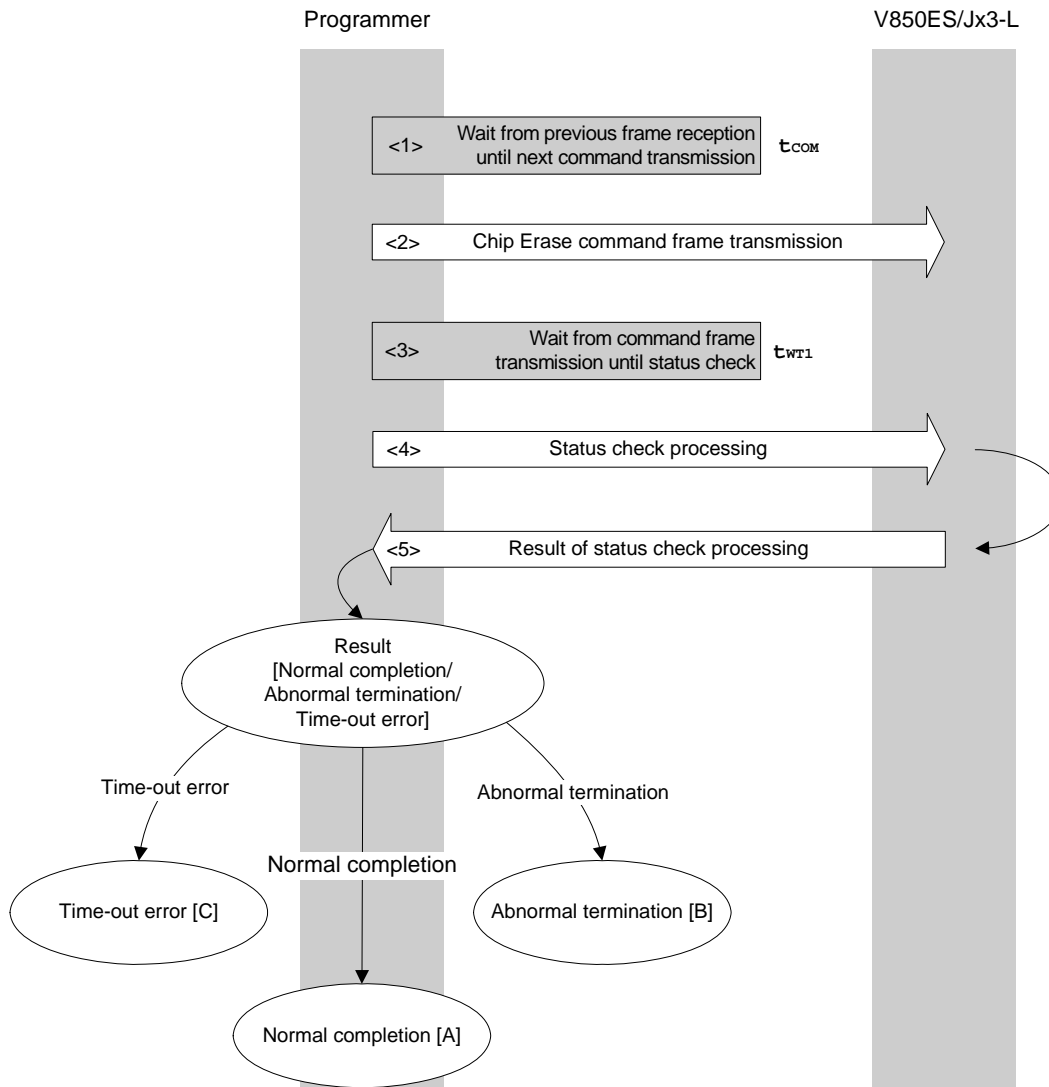 Programmer
V850ES/Jx3-L
<1>
Wait from previous frame reception
until next command transmission
tCOM
<2>
Chip Erase command frame transmission
<3>
Wait from command frame
transmission until status check
tWT1
<4>
Status check processing
<5>
Result of status check processing
Result
[Normal completion/
Abnormal termination/
Time-out error]
Time-out error
Abnormal termination
Normal completion
Time-out error [C]
Abnormal termination [B]
Normal completion [A]